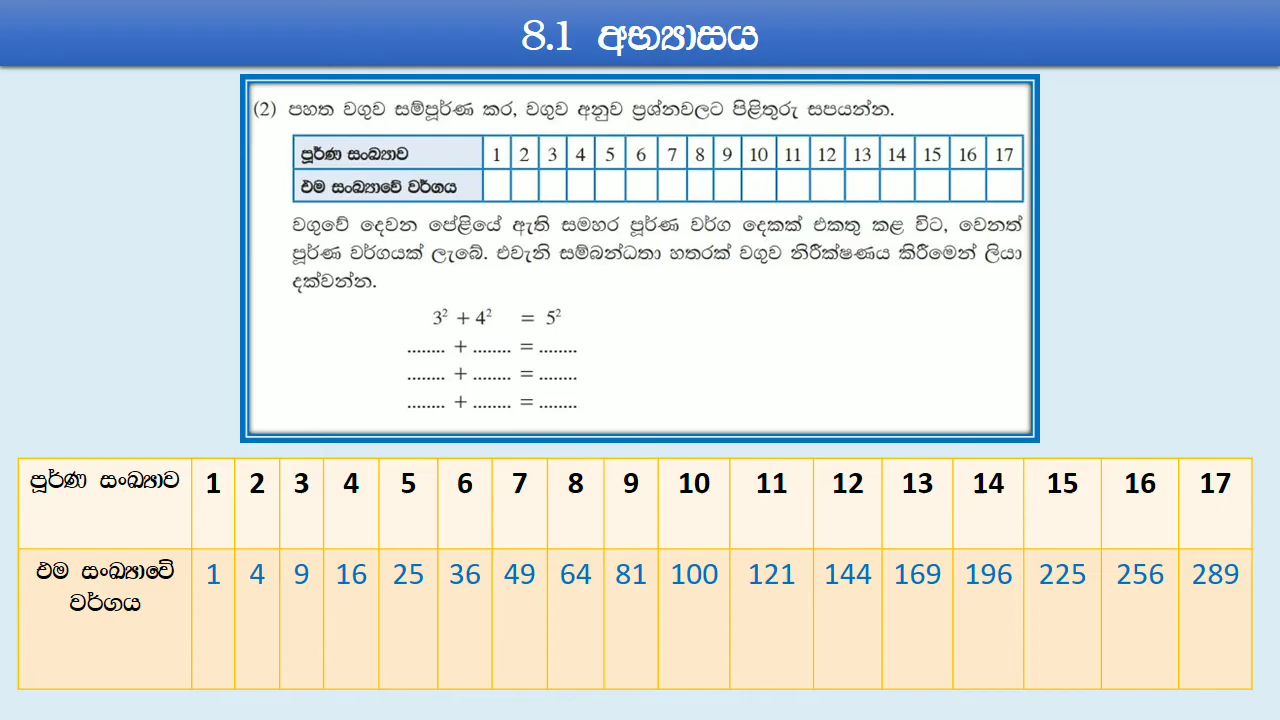 8.1 අභ්‍යාසය
(2) පහත වගුව සම්පූර්ණ කර, වගුව අනුව ප්‍රශ්නවලට පිළිතුරු සපයන්න.
පූර්ණ සංඛ්‍යාව 1 2 3 4 5 6 7 8 9 10 11 12 13 14 15 16 17
එම සංඛ්‍යාවේ වර්ගය
වගුවේ දෙවන පේළියේ ඇති සමහර පූර්ණ වර්ග දෙකක් එකතු කළ විට, වෙනත්
පූර්ණ වර්ගයක් ලැබේ. එවැනි සම්බන්ධතා හතරක් වගුව නිරීක්ෂණය කිරීමෙන් ලියා
දක්වන්න.
3² + 4² = 5²
........ + ........ = ........
........ + ........ = ........
........ + ........ = ........
පූර්ණ සංඛ්‍යාව 1 2 3 4 5 6 7 8 9 10 11 12 13 14 15 16 17
එම සංඛ්‍යාවේ
වර්ගය 1 4 9 16 25 36 49 64 81 100 121 144 169 196 225 256 289